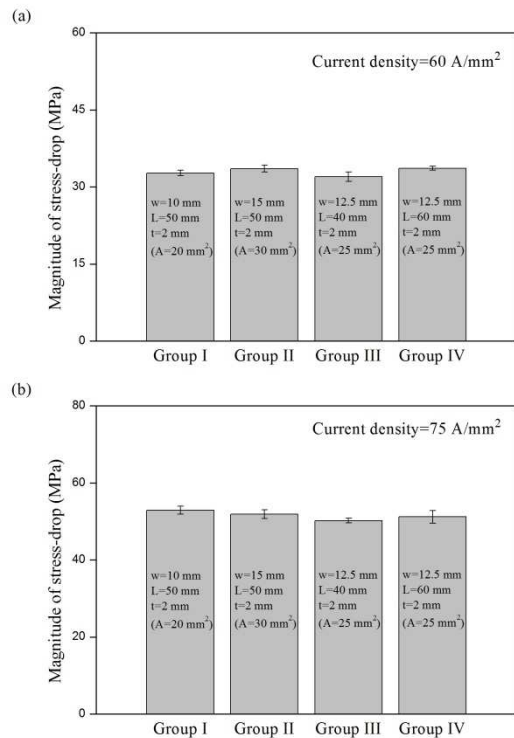 (a)
Current density=60 A/mm²
Magnitude of stress-drop (MPa)
60
45
30
15
0
w=10 mm
L=50 mm
t=2 mm
(A=20 mm²)
w=15 mm
L=50 mm
t=2 mm
(A=30 mm²)
w=12.5 mm
L=40 mm
t=2 mm
(A=25 mm²)
w=12.5 mm
L=60 mm
t=2 mm
(A=25 mm²)
Group I Group II Group III Group IV
(b)
Current density=75 A/mm²
Magnitude of stress-drop (MPa)
80
60
40
20
0
w=10 mm
L=50 mm
t=2 mm
(A=20 mm²)
w=15 mm
L=50 mm
t=2 mm
(A=30 mm²)
w=12.5 mm
L=40 mm
t=2 mm
(A=25 mm²)
w=12.5 mm
L=60 mm
t=2 mm
(A=25 mm²)
Group I Group II Group III Group IV